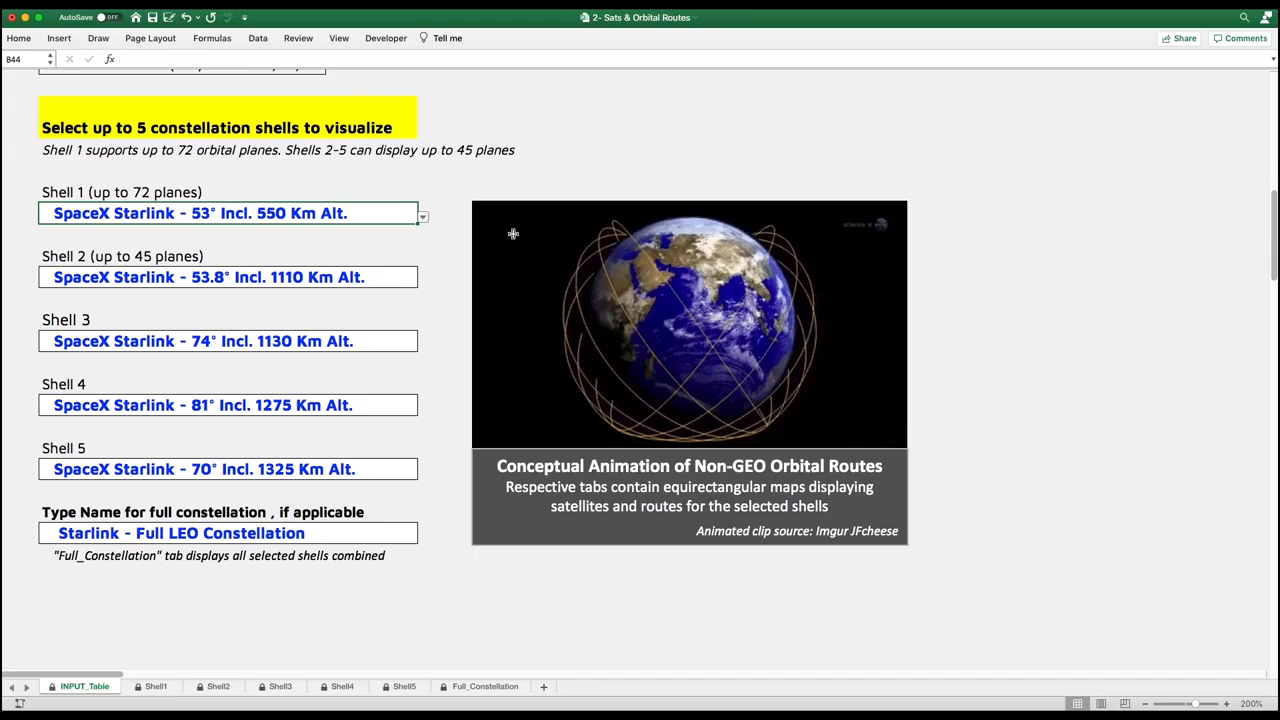 AutoSave OFF
2- Sats & Orbital Routes
Home Insert Draw Page Layout Formulas Data Review View Developer Tell me
Share Comments
B44 fx
Select up to 5 constellation shells to visualize
Shell 1 supports up to 72 orbital planes. Shells 2-5 can display up to 45 planes
Shell 1 (up to 72 planes)
SpaceX Starlink - 53° Incl. 550 Km Alt.
Shell 2 (up to 45 planes)
SpaceX Starlink - 53.8° Incl. 1110 Km Alt.
Shell 3
SpaceX Starlink - 74° Incl. 1130 Km Alt.
Shell 4
SpaceX Starlink - 81° Incl. 1275 Km Alt.
Shell 5
SpaceX Starlink - 70° Incl. 1325 Km Alt.
Type Name for full constellation , if applicable
Starlink - Full LEO Constellation
"Full_Constellation" tab displays all selected shells combined
Conceptual Animation of Non-GEO Orbital Routes
Respective tabs contain equirectangular maps displaying
satellites and routes for the selected shells
Animated clip source: Imgur JFcheese
INPUT_Table Shell1 Shell2 Shell3 Shell4 Shell5 Full_Constellation
200%